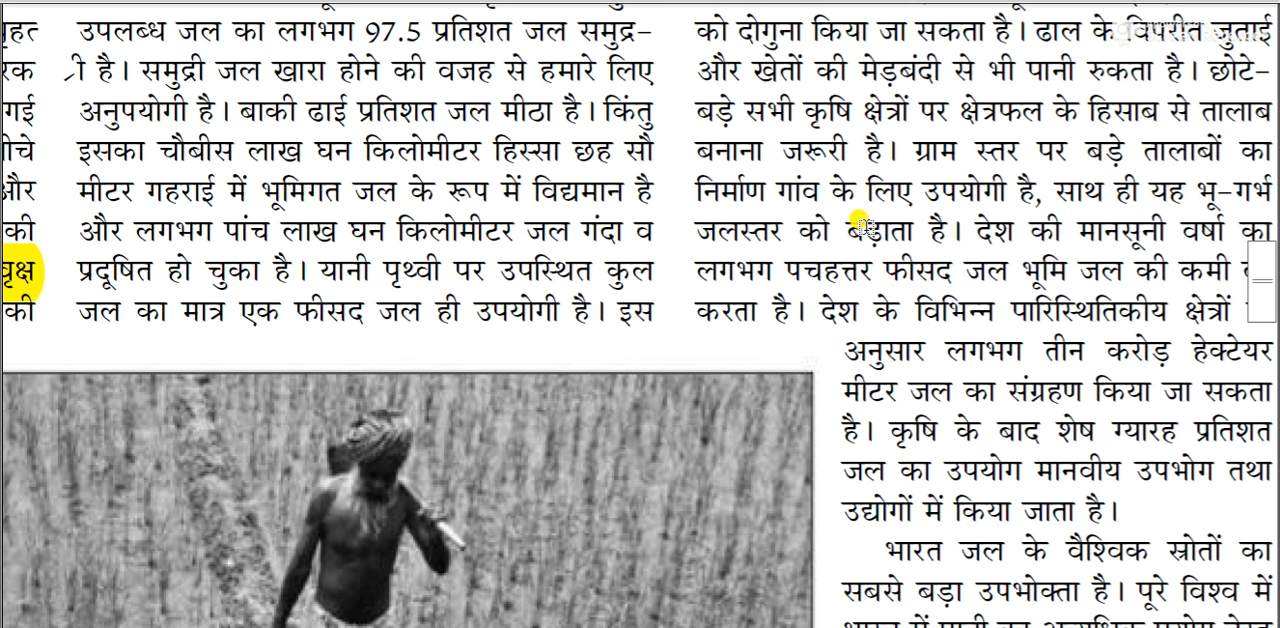 ृहत
रक
गई
ीचे
और
की
वृक्ष
की
उपलब्ध जल का लगभग 97.5 प्रतिशत जल समुद्र-
ी है। समुद्री जल खारा होने की वजह से हमारे लिए
अनुपयोगी है। बाकी ढाई प्रतिशत जल मीठा है। किंतु
इसका चौबीस लाख घन किलोमीटर हिस्सा छह सौ
मीटर गहराई में भूमिगत जल के रूप में विद्यमान है
और लगभग पांच लाख घन किलोमीटर जल गंदा व
प्रदूषित हो चुका है। यानी पृथ्वी पर उपस्थित कुल
जल का मात्र एक फीसद जल ही उपयोगी है। इस
को दोगुना किया जा सकता है। ढाल के विपरीत जुताई
और खेतों की मेड़बंदी से भी पानी रुकता है। छोटे-
बड़े सभी कृषि क्षेत्रों पर क्षेत्रफल के हिसाब से तालाब
बनाना जरूरी है। ग्राम स्तर पर बड़े तालाबों का
निर्माण गांव के लिए उपयोगी है, साथ ही यह भू-गर्भ
जलस्तर को बढ़ाता है। देश की मानसूनी वर्षा का
लगभग पचहत्तर फीसद जल भूमि जल की कमी
करता है। देश के विभिन्न पारिस्थितिकीय क्षेत्रों
अनुसार लगभग तीन करोड़ हेक्टेयर
मीटर जल का संग्रहण किया जा सकता
है। कृषि के बाद शेष ग्यारह प्रतिशत
जल का उपयोग मानवीय उपभोग तथा
उद्योगों में किया जाता है।
भारत जल के वैश्विक स्रोतों का
सबसे बड़ा उपभोक्ता है। पूरे विश्व में